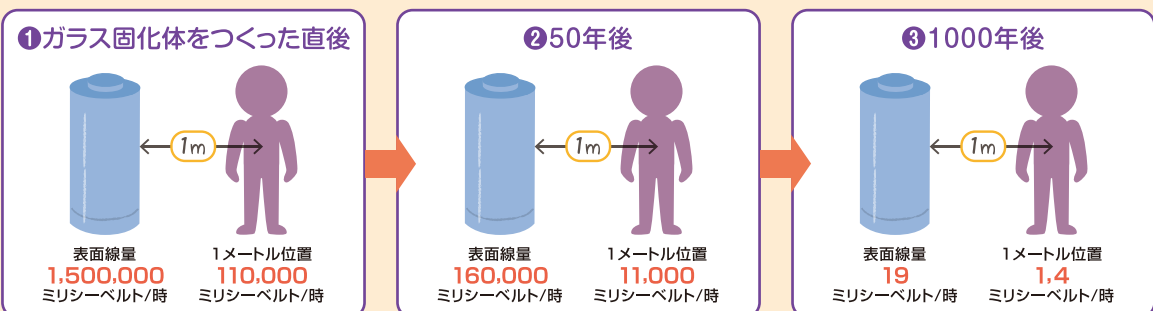 ❶ガラス固化体をつくった直後
1m
表面線量
1,500,000
ミリシーベルト/時
1メートル位置
110,000
ミリシーベルト/時
❷50年後
1m
表面線量
160,000
ミリシーベルト/時
1メートル位置
11,000
ミリシーベルト/時
❸1000年後
1m
表面線量
19
ミリシーベルト/時
1メートル位置
1,4
ミリシーベルト/時